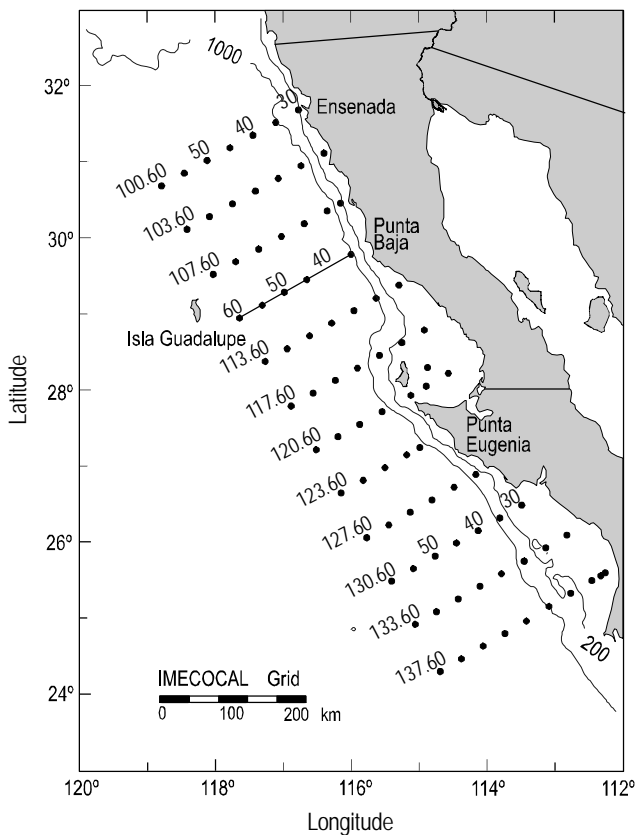 1000
32°
30
Ensenada
40
50
100.60
103.60
30°
107.60
Punta
Baja
40
50
60
Isla Guadalupe
113.60
Latitude
28°
117.60
Punta
Eugenia
120.60
123.60
30
127.60
40
50
26°
130.60
133.60
200
137.60
IMECOCAL Grid
24°
0 100 200 km
120° 118° 116° 114° 112°
Longitude